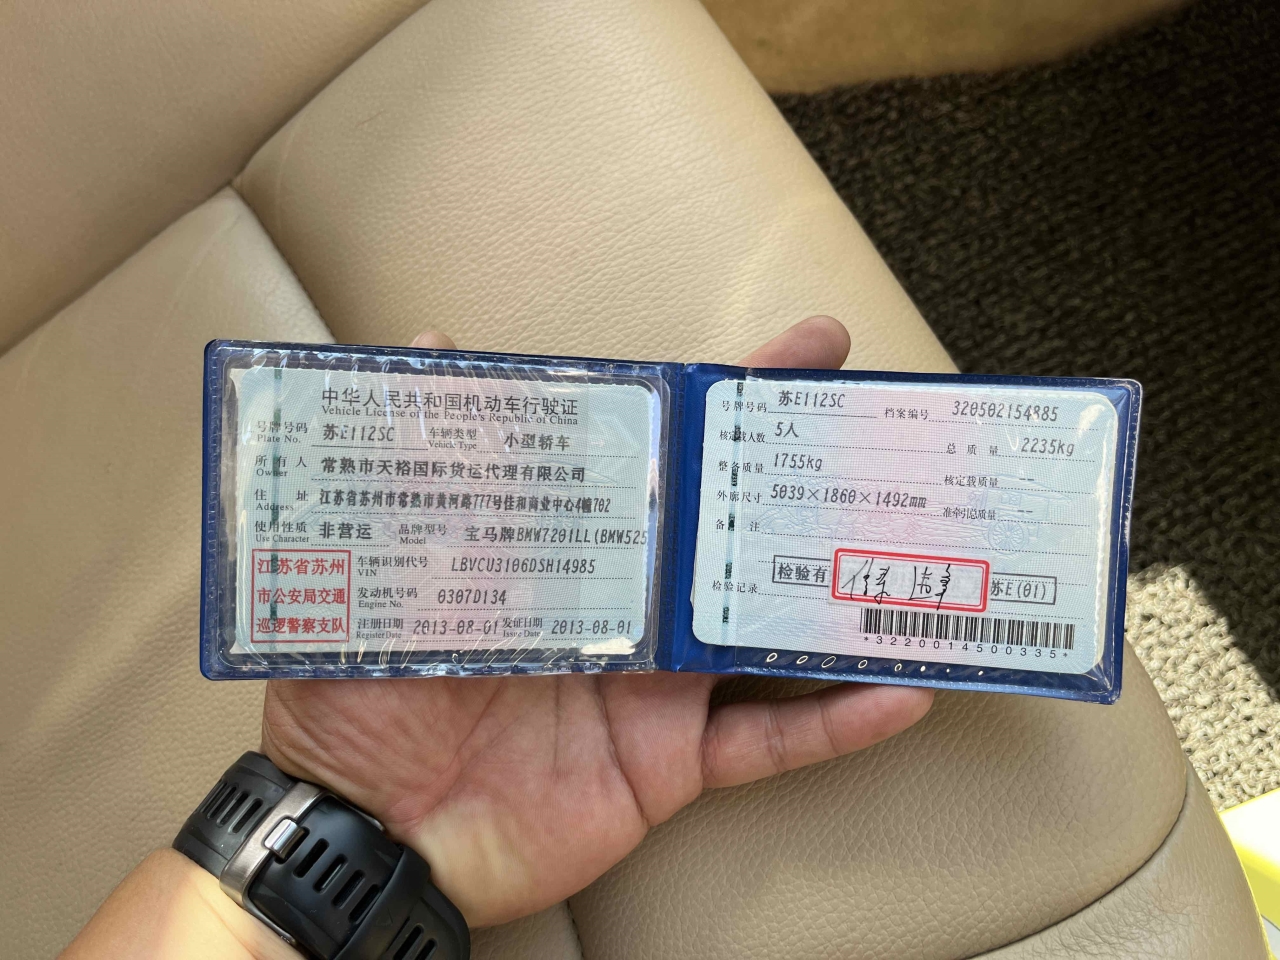 中华人民共和国机动车行驶证
Vehicle License of the People's Republic of China
号牌号码 苏E112SC 车辆类型 小型轿车
Plate No. Vehicle Type
所有人 常熟市天裕国际货运代理有限公司
Owner
住址 江苏省苏州市常熟市黄河路777号佳和商业中心4幢702
Address
使用性质 非营运 品牌型号 宝马牌BMW7201LL(BMW525
Use Character Model
江苏省苏州
市公安局交通
巡逻警察支队
车辆识别代号 LBVCU3106DSH14985
VIN
发动机号码 0307D134
Engine No.
注册日期 2013-08-01 发证日期 2013-08-01
Register Date Issue Date
号牌号码 苏E112SC 档案编号 320502154885
核定载人数 5人 总质量 2235kg
整备质量 1755kg 核定载质量 --
外廓尺寸 5039×1860×1492mm 准牵引总质量 --
备注
检验记录 检验有 苏E(01)
*3220014500335*